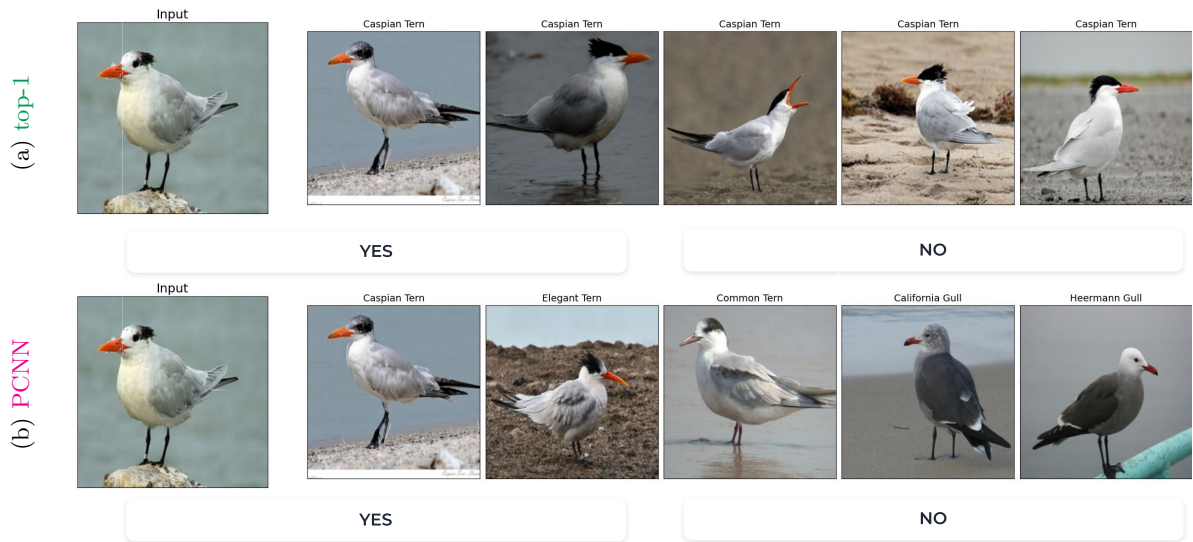 (a) top-1
Input
Caspian Tern
Caspian Tern
Caspian Tern
Caspian Tern
Caspian Tern
YES
NO
(b) PCNN
Input
Caspian Tern
Elegant Tern
Common Tern
California Gull
Heermann Gull
YES
NO